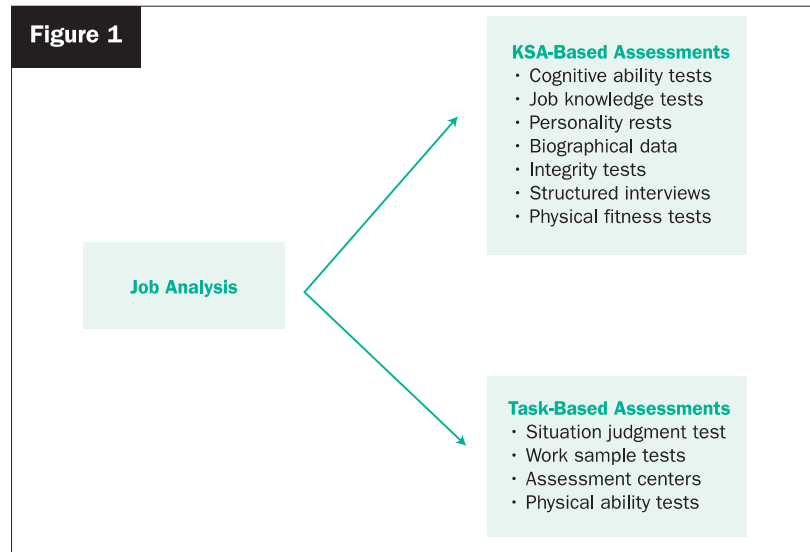 Figure 1
KSA-Based Assessments
· Cognitive ability tests
· Job knowledge tests
· Personality rests
· Biographical data
· Integrity tests
· Structured interviews
· Physical fitness tests
Job Analysis
Task-Based Assessments
· Situation judgment test
· Work sample tests
· Assessment centers
· Physical ability tests